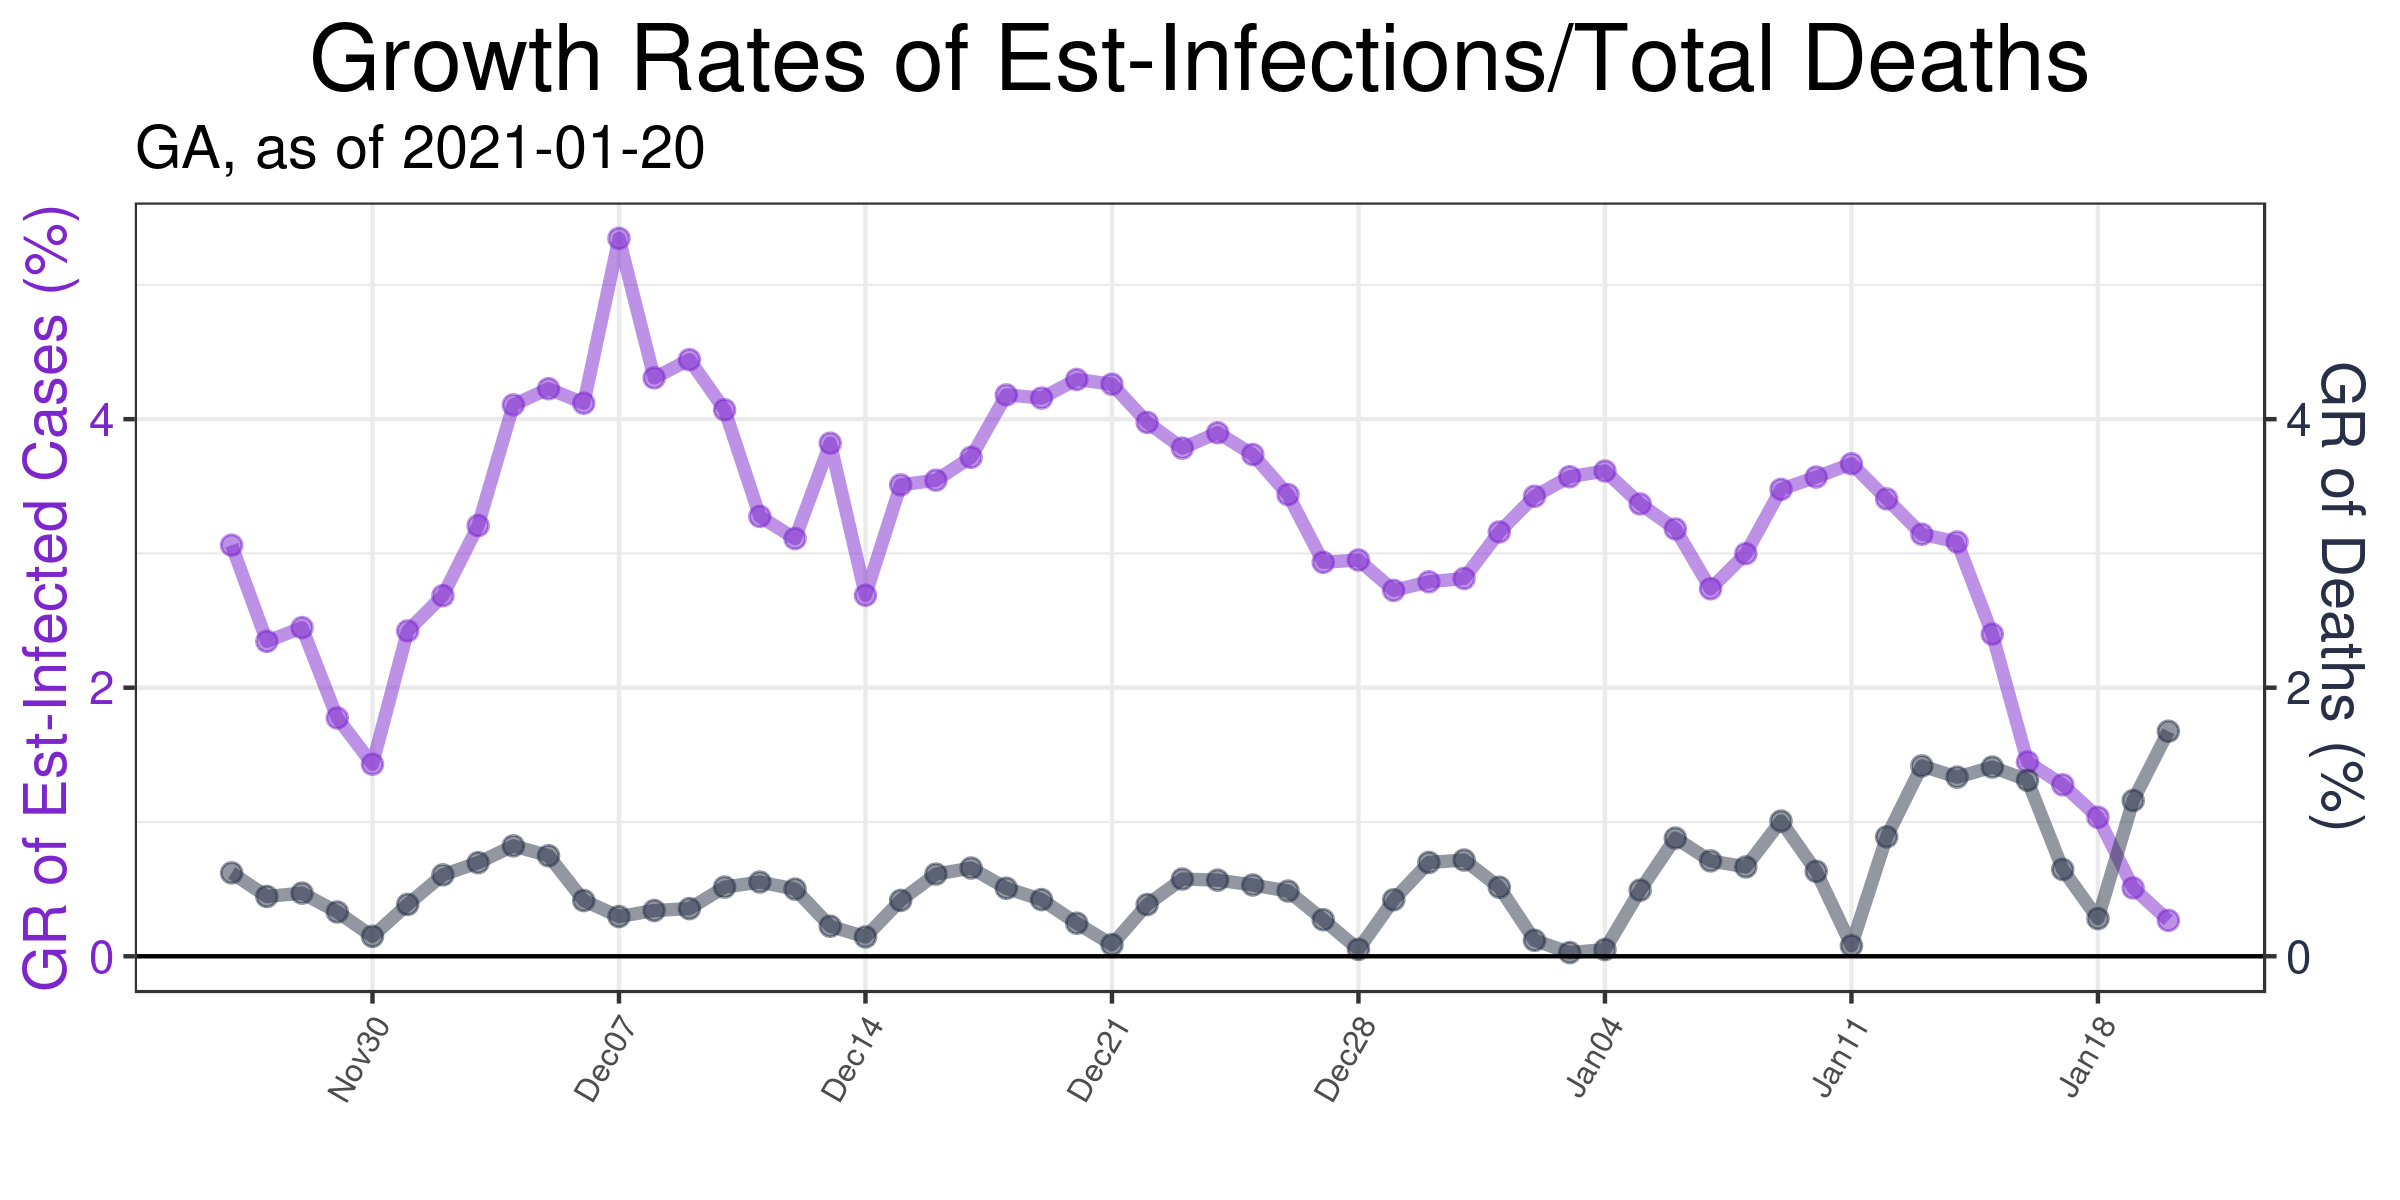 Growth Rates of Est-Infections/Total Deaths
GA, as of 2021-01-20
GR of Est-Infected Cases (%)
4
2
0
4
2
0
GR of Deaths (%)
Nov30
Dec07
Dec14
Dec21
Dec28
Jan04
Jan11
Jan18